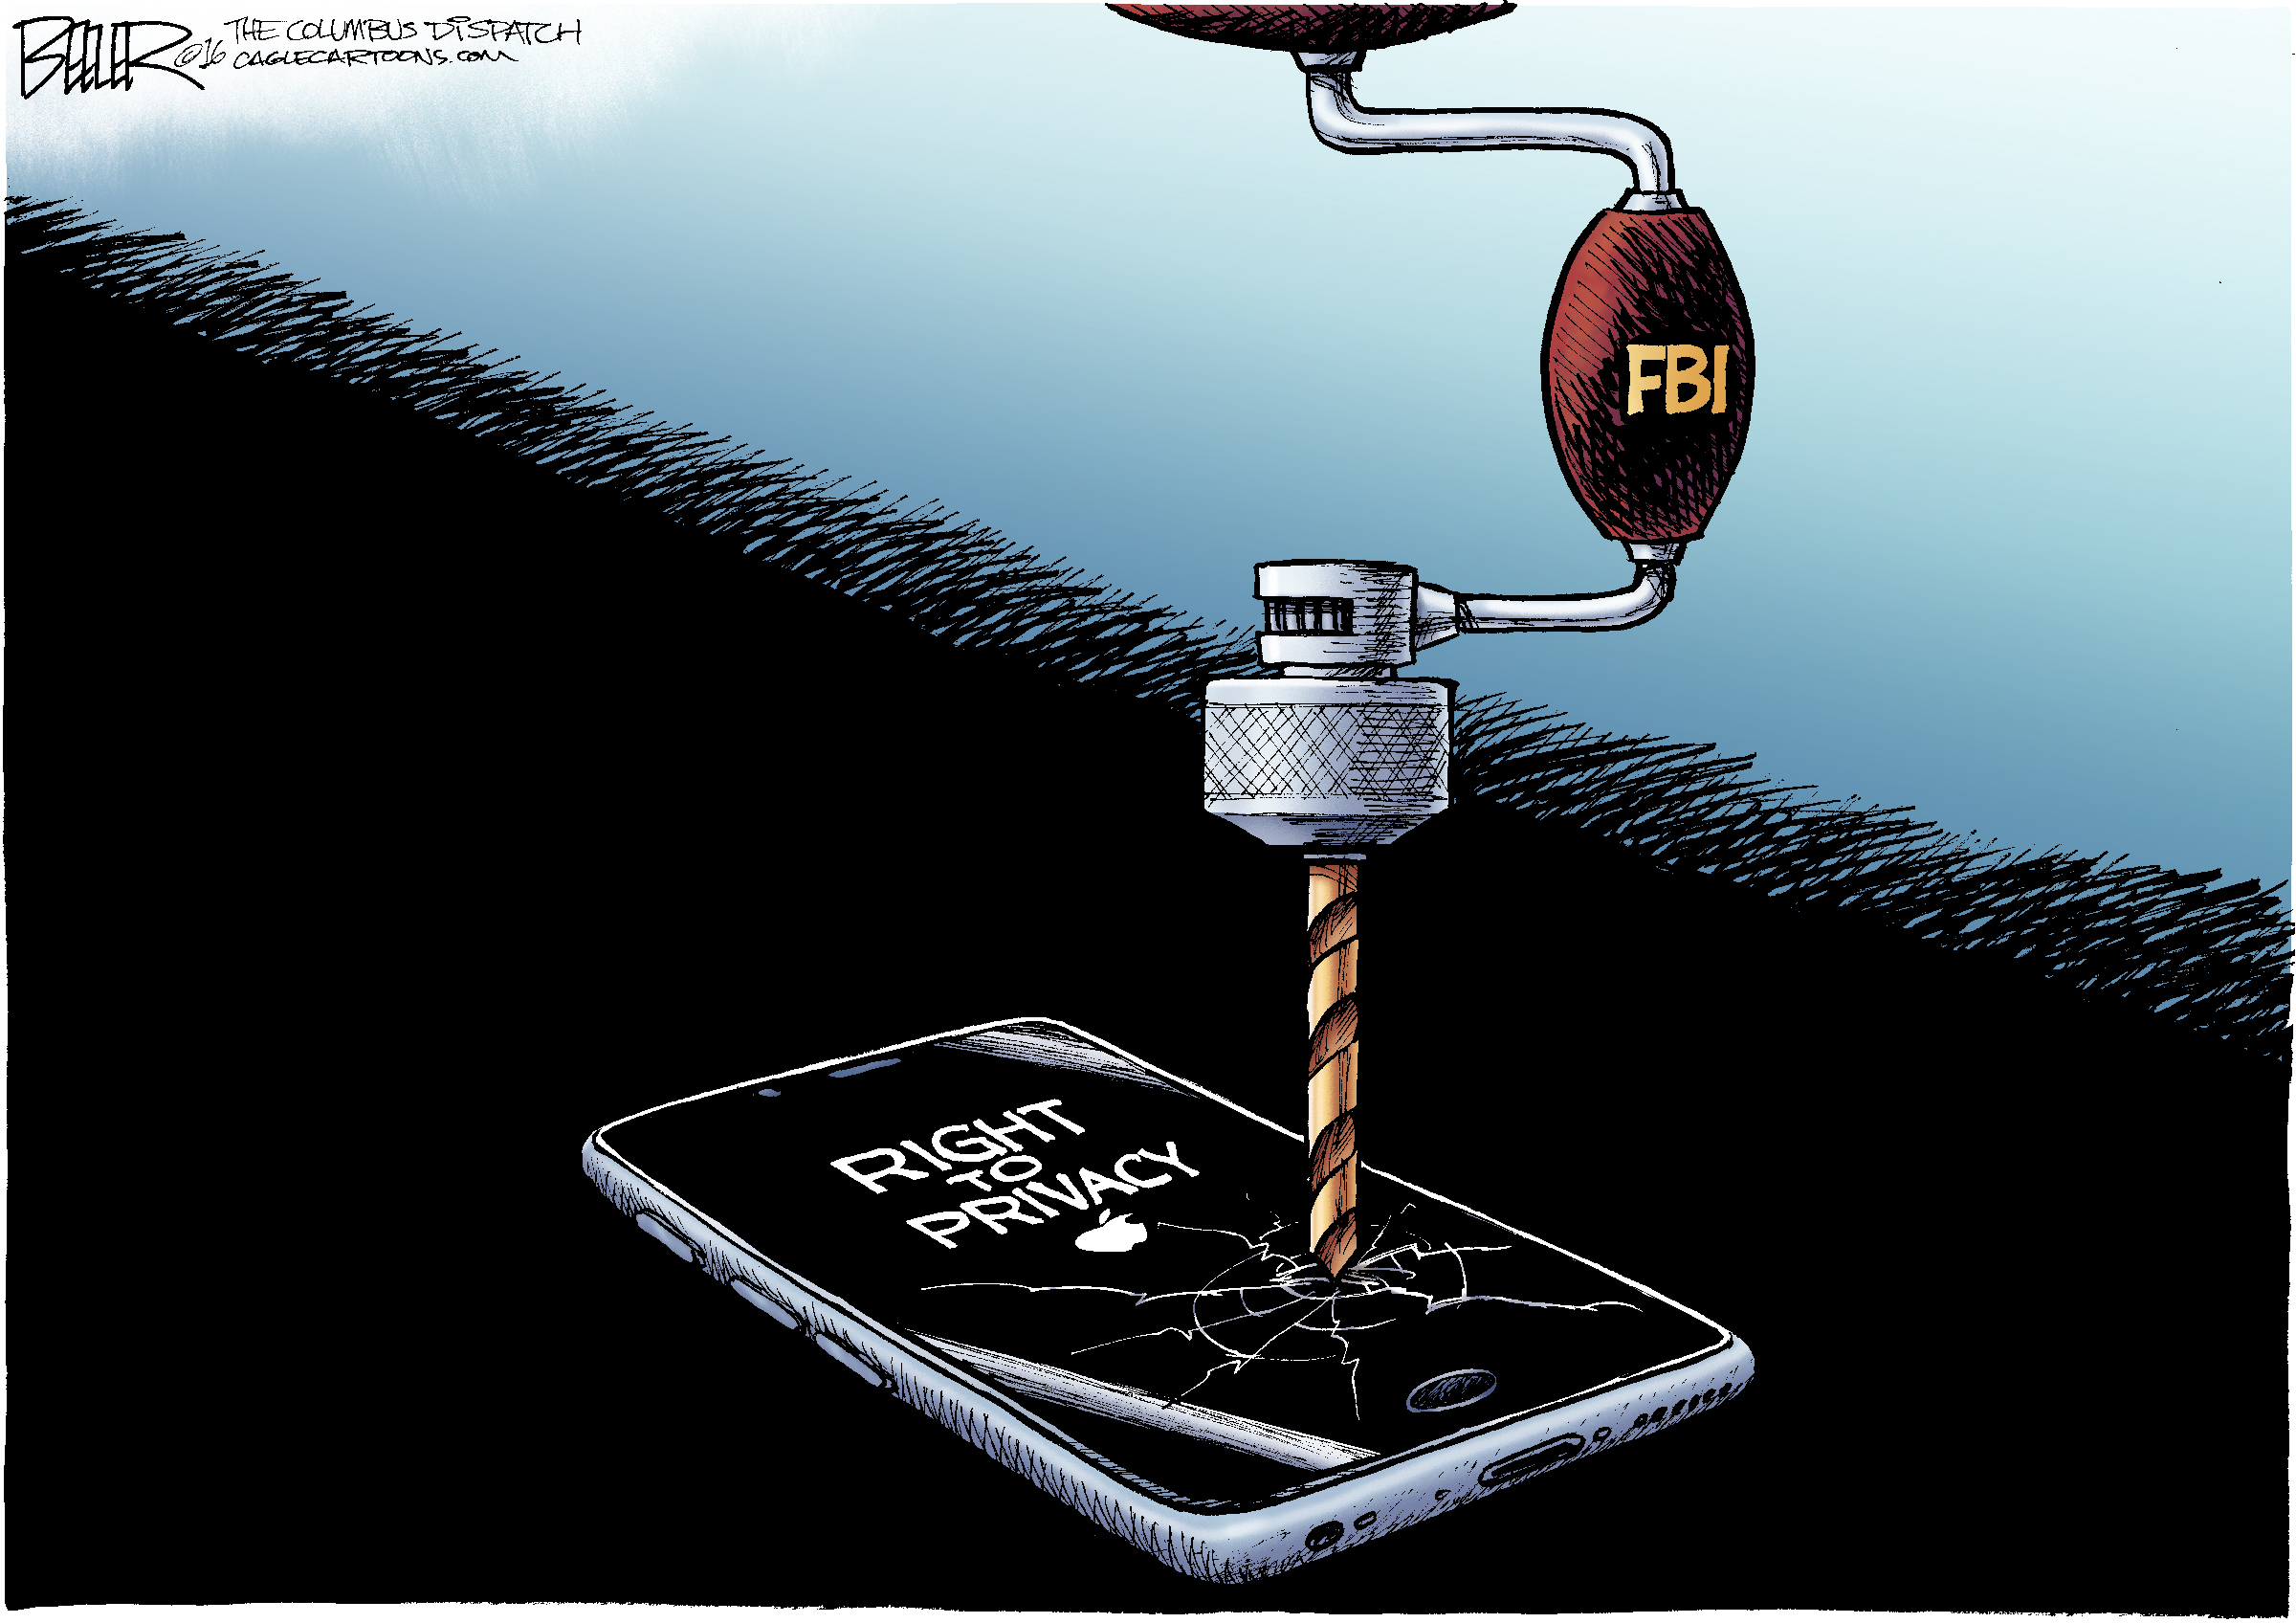 BEELER ©16 THE COLUMBUS DISPATCH
CAGLECARTOONS.COM
FBI
RIGHT
TO
PRIVACY